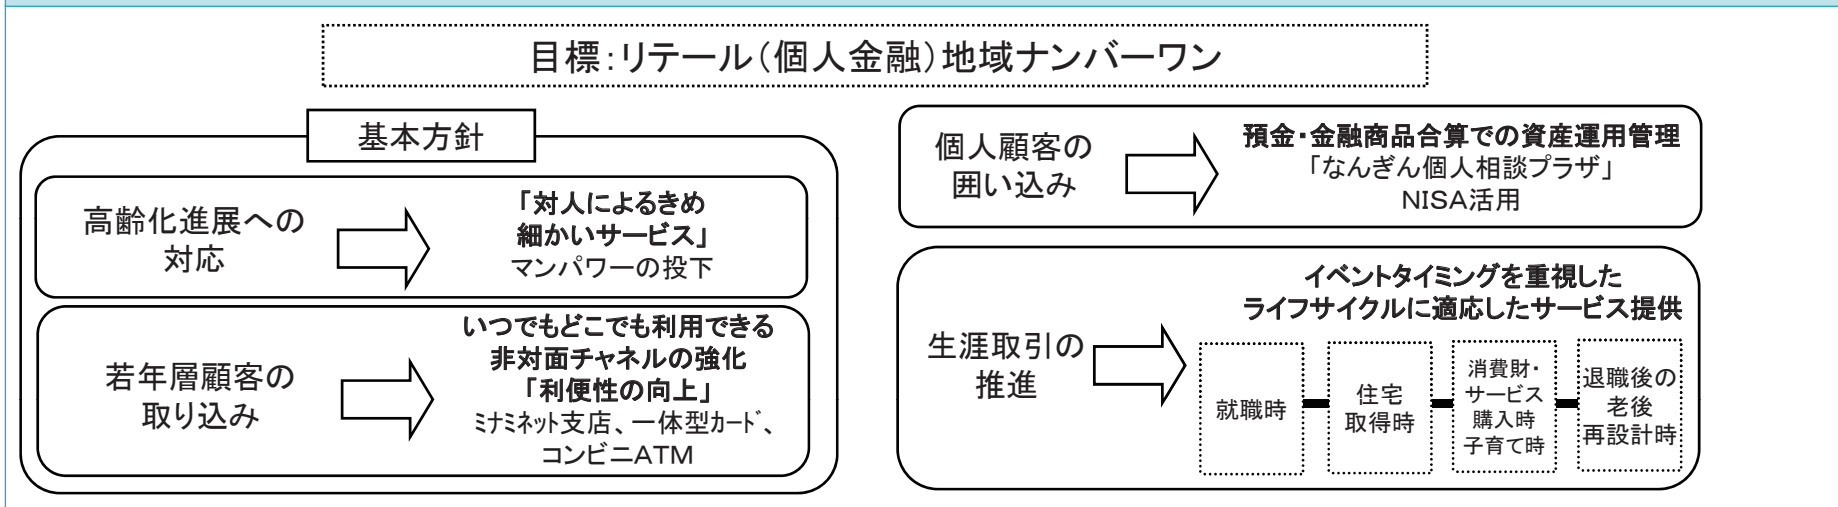 目標：リテール（個人金融）地域ナンバーワン
基本方針
高齢化進展への
対応
「対人によるきめ
細かいサービス」
マンパワーの投下
若年層顧客の
取り込み
いつでもどこでも利用できる
非対面チャネルの強化
「利便性の向上」
ﾐﾅﾐﾈｯﾄ支店、一体型ｶｰﾄﾞ、
コンビニATM
個人顧客の
囲い込み
預金・金融商品合算での資産運用管理
「なんぎん個人相談プラザ」
NISA活用
生涯取引の
推進
イベントタイミングを重視した
ライフサイクルに適応したサービス提供
就職時
住宅
取得時
消費財・
サービス
購入時
子育て時
退職後の
老後
再設計時